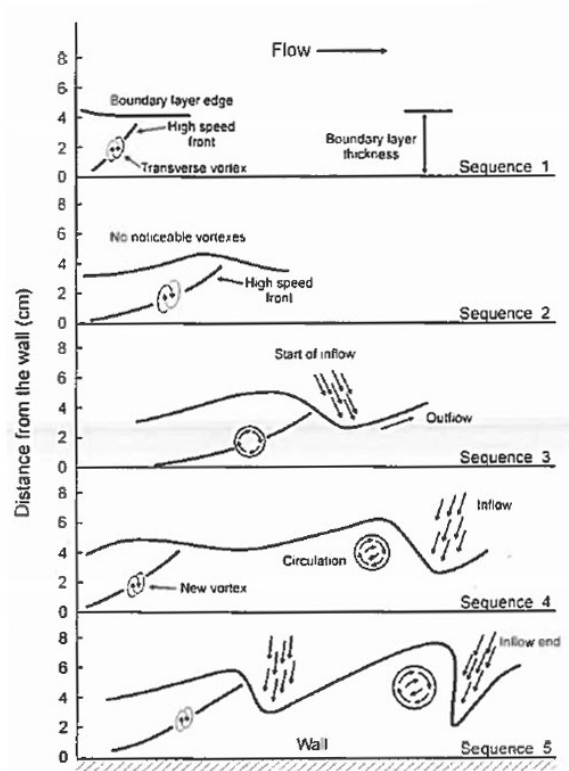 Distance from the wall (cm)
Flow
8
6
4
2
0
Boundary layer edge
High speed
front
Transverse vortex
Boundary layer
thickness
Sequence 1
8
6
4
2
0
No noticeable vortexes
High speed
front
Sequence 2
8
6
4
2
0
Start of inflow
Outflow
Sequence 3
8
6
4
2
0
Inflow
Circulation
New vortex
Sequence 4
8
6
4
2
0
Inflow end
Wall
Sequence 5